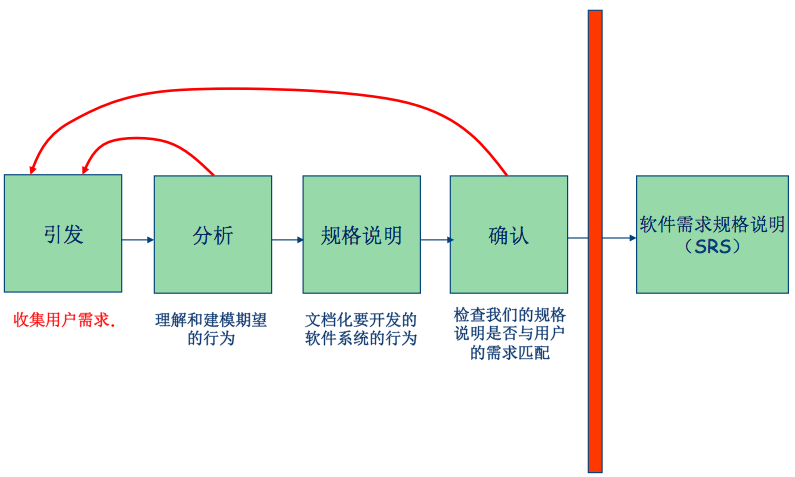 引发
分析
规格说明
确认
软件需求规格说明
（SRS）
收集用户需求.
理解和建模期望
的行为
文档化要开发的
软件系统的行为
检查我们的规格
说明是否与用户
的需求匹配